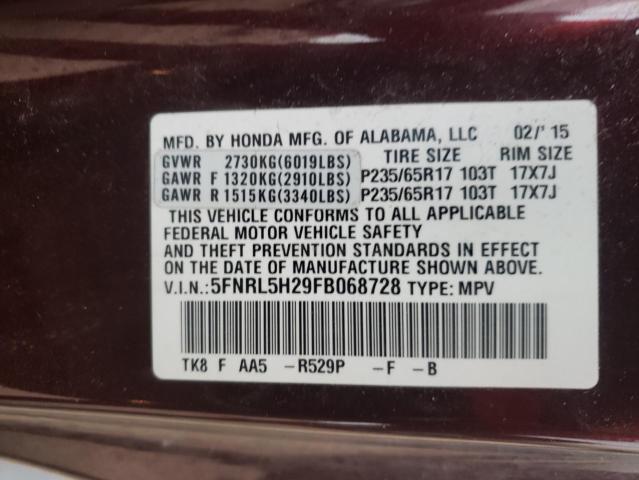 MFD. BY HONDA MFG. OF ALABAMA, LLC 02/'15
GVWR 2730KG(6019LBS) TIRE SIZE RIM SIZE
GAWR F 1320KG(2910LBS) P235/65R17 103T 17X7J
GAWR R 1515KG(3340LBS) P235/65R17 103T 17X7J
THIS VEHICLE CONFORMS TO ALL APPLICABLE
FEDERAL MOTOR VEHICLE SAFETY
AND THEFT PREVENTION STANDARDS IN EFFECT
ON THE DATE OF MANUFACTURE SHOWN ABOVE.
V.I.N.:5FNRL5H29FB068728 TYPE: MPV
TK8 F AA5 -R529P -F -B